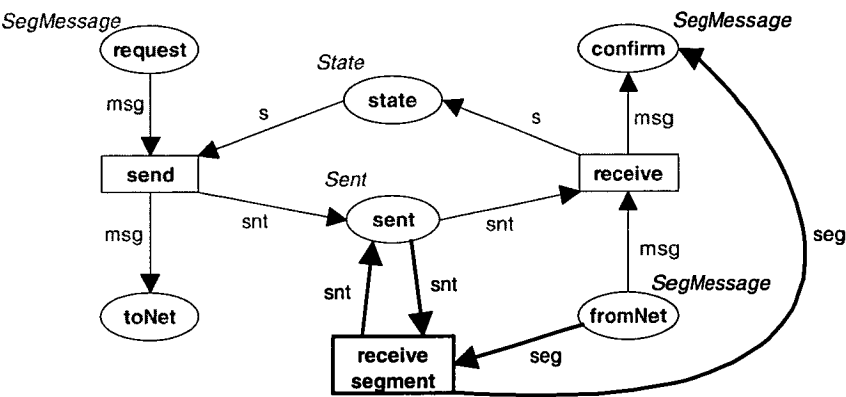 SegMessage
SegMessage
request
confirm
State
msg
state
msg
s
s
send
receive
Sent
snt
sent
snt
msg
msg
seg
snt
snt
SegMessage
toNet
fromNet
receive
segment
seg